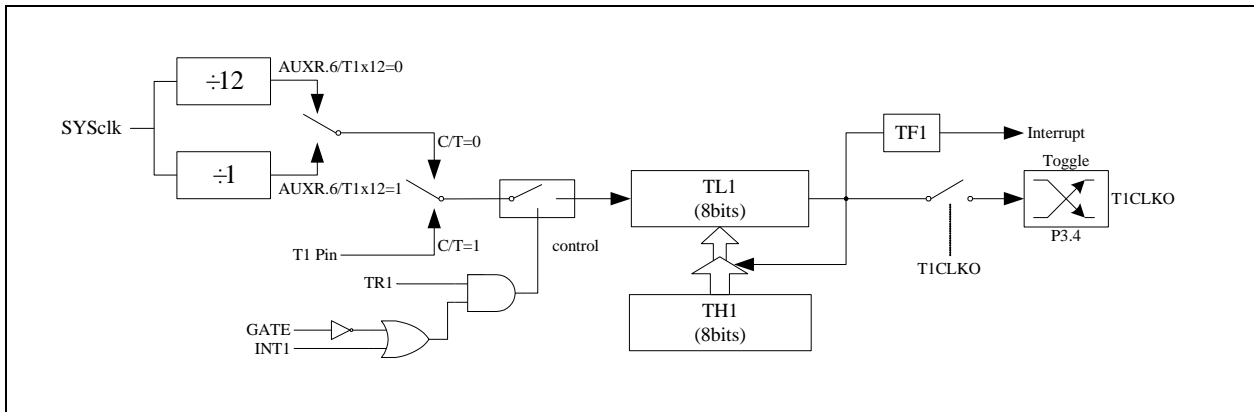 ÷12
AUXR.6/T1x12=0
SYSclk
÷1
AUXR.6/T1x12=1
C/T=0
C/T=1
T1 Pin
control
TR1
GATE
INT1
TL1
(8bits)
TH1
(8bits)
TF1
Interrupt
Toggle
T1CLKO
P3.4
T1CLKO